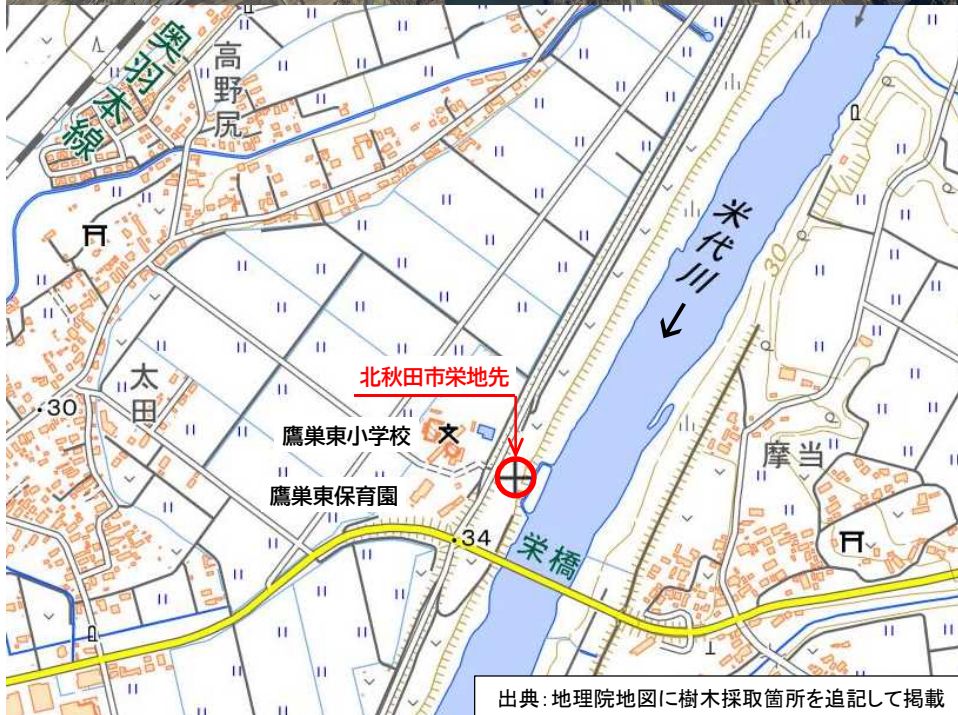 奥羽本線
高野尻
米代川
30
北秋田市栄地先
太田
30
鷹巣東小学校
文
摩当
鷹巣東保育園
34
栄橋
出典:地理院地図に樹木採取箇所を追記して掲載